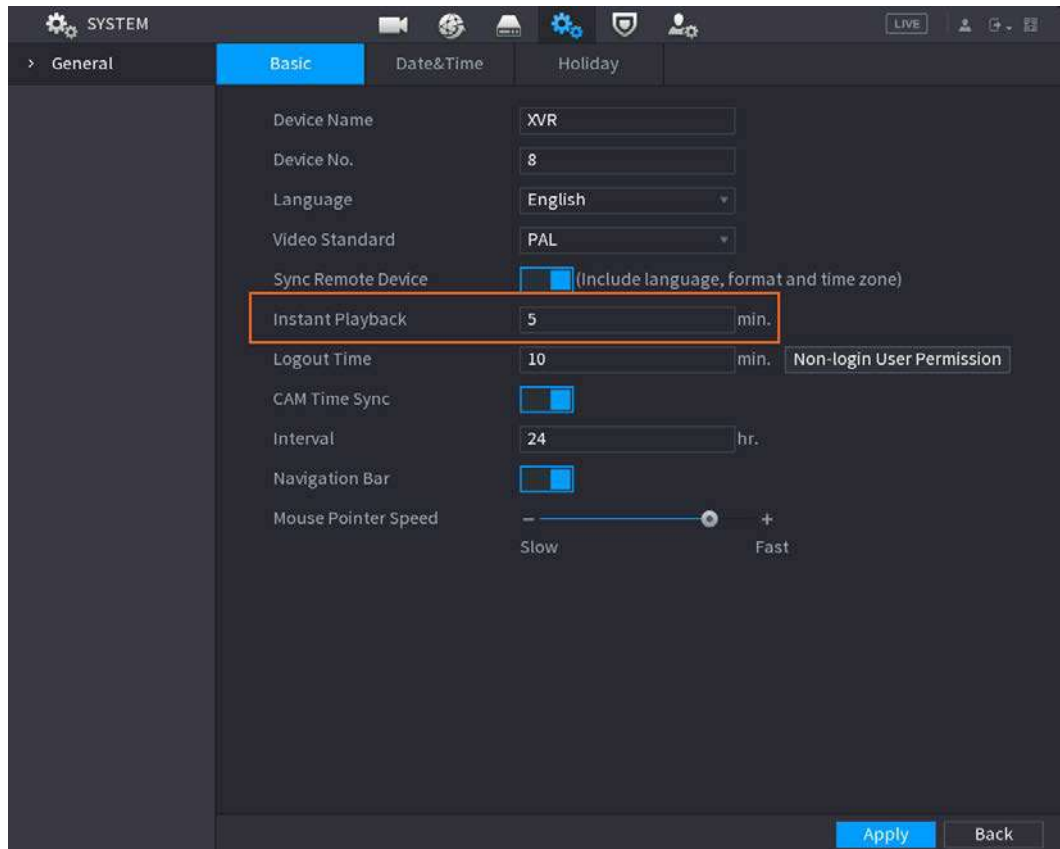 SYSTEM LIVE
General Basic Date&Time Holiday
Device Name XVR
Device No. 8
Language English
Video Standard PAL
Sync Remote Device (Include language, format and time zone)
Instant Playback 5 min.
Logout Time 10 min. Non-login User Permission
CAM Time Sync
Interval 24 hr.
Navigation Bar
Mouse Pointer Speed
Slow Fast
Apply Back